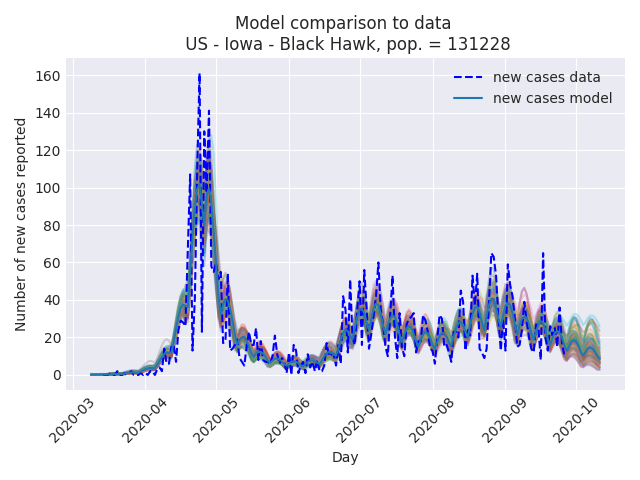 Model comparison to data
US - Iowa - Black Hawk, pop. = 131228
new cases data
new cases model
Number of new cases reported
160
140
120
100
80
60
40
20
0
2020-03
2020-04
2020-05
2020-06
2020-07
2020-08
2020-09
2020-10
Day